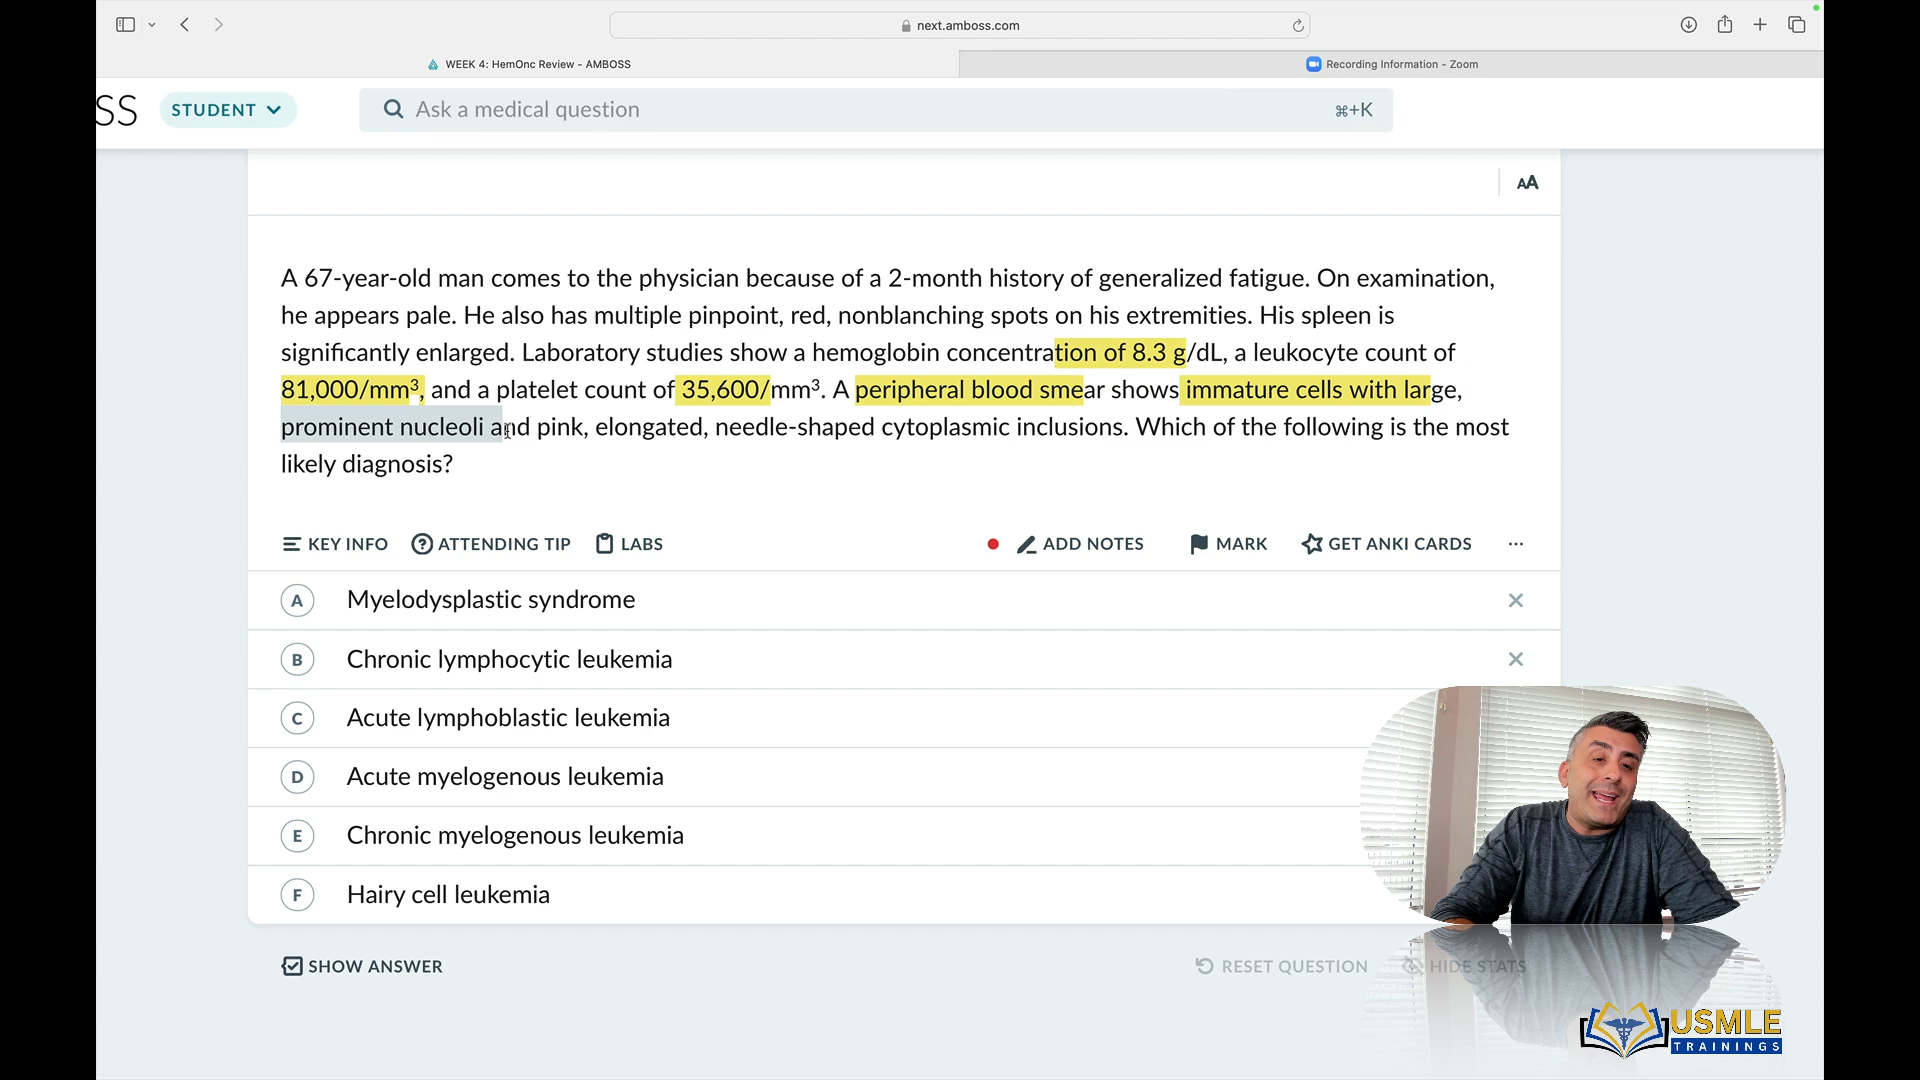 next.amboss.com
WEEK 4: HemOnc Review - AMBOSS
Recording Information - Zoom
SS
STUDENT
Ask a medical question
⌘+K
AA
A 67-year-old man comes to the physician because of a 2-month history of generalized fatigue. On examination,
he appears pale. He also has multiple pinpoint, red, nonblanching spots on his extremities. His spleen is
significantly enlarged. Laboratory studies show a hemoglobin concentration of 8.3 g/dL, a leukocyte count of
81,000/mm³, and a platelet count of 35,600/mm³. A peripheral blood smear shows immature cells with large,
prominent nucleoli and pink, elongated, needle-shaped cytoplasmic inclusions. Which of the following is the most
likely diagnosis?
KEY INFO ATTENDING TIP LABS ADD NOTES MARK GET ANKI CARDS ...
A Myelodysplastic syndrome
B Chronic lymphocytic leukemia
C Acute lymphoblastic leukemia
D Acute myelogenous leukemia
E Chronic myelogenous leukemia
F Hairy cell leukemia
SHOW ANSWER RESET QUESTION HIDE STATS
USMLE
TRAININGS